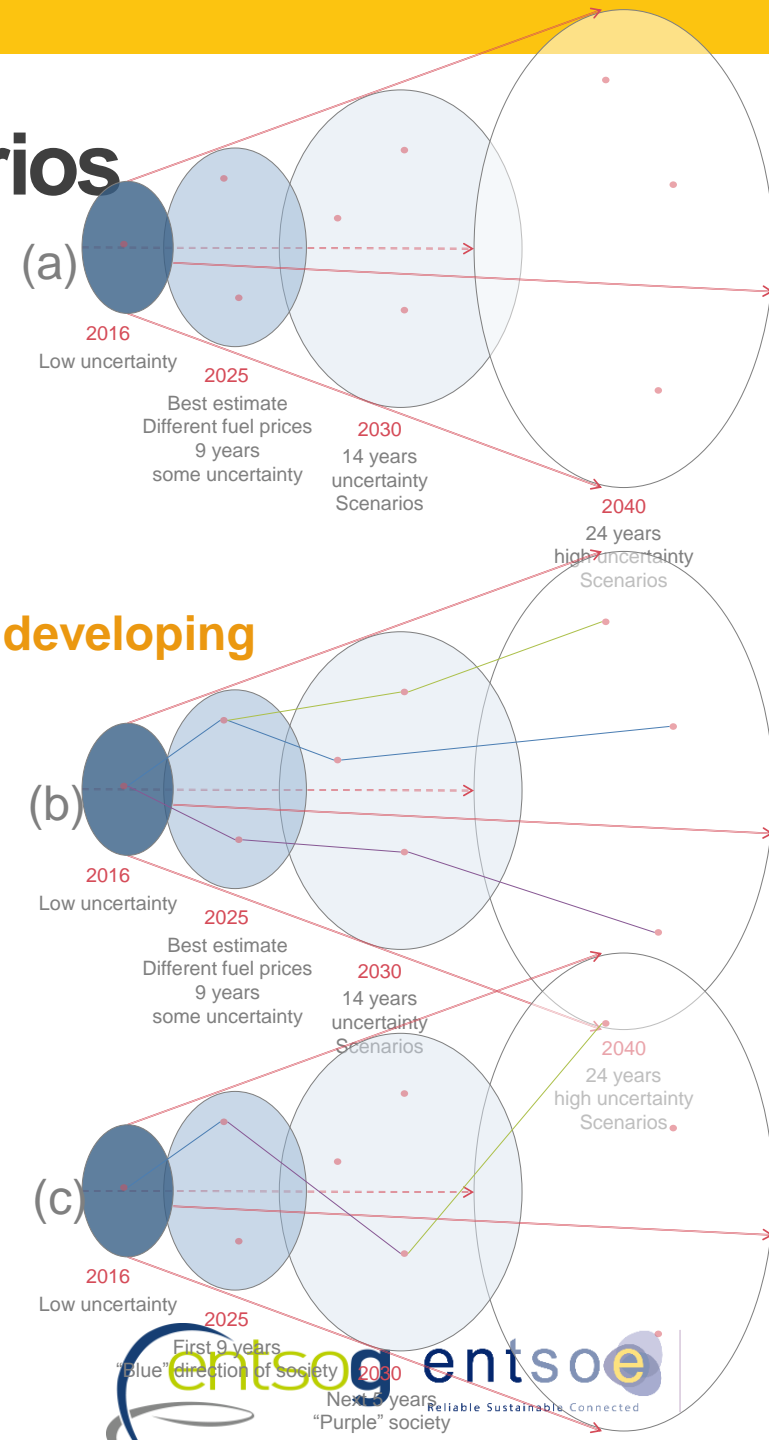 rios
(a)
2016
Low uncertainty
2025
Best estimate
Different fuel prices
9 years
some uncertainty
2030
14 years
uncertainty
Scenarios
2040
24 years
high uncertainty
Scenarios
developing
(b)
2016
Low uncertainty
2025
Best estimate
Different fuel prices
9 years
some uncertainty
2030
14 years
uncertainty
Scenarios
2040
24 years
high uncertainty
Scenarios
(c)
2016
Low uncertainty
2025
First 9 years
“Blue” direction of society
2030
Next 5 years
“Purple” society
entsog
entsoe
Reliable Sustainable Connected